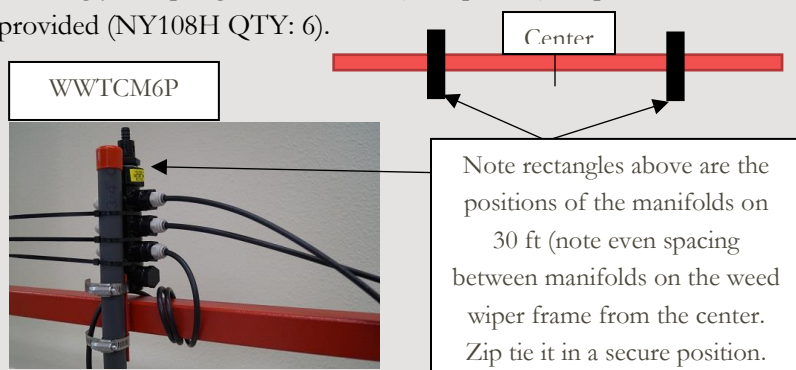 provided (NY108H QTY: 6).
Center
WWTCM6P
Note rectangles above are the
positions of the manifolds on
30 ft (note even spacing
between manifolds on the weed
wiper frame from the center.
Zip tie it in a secure position.